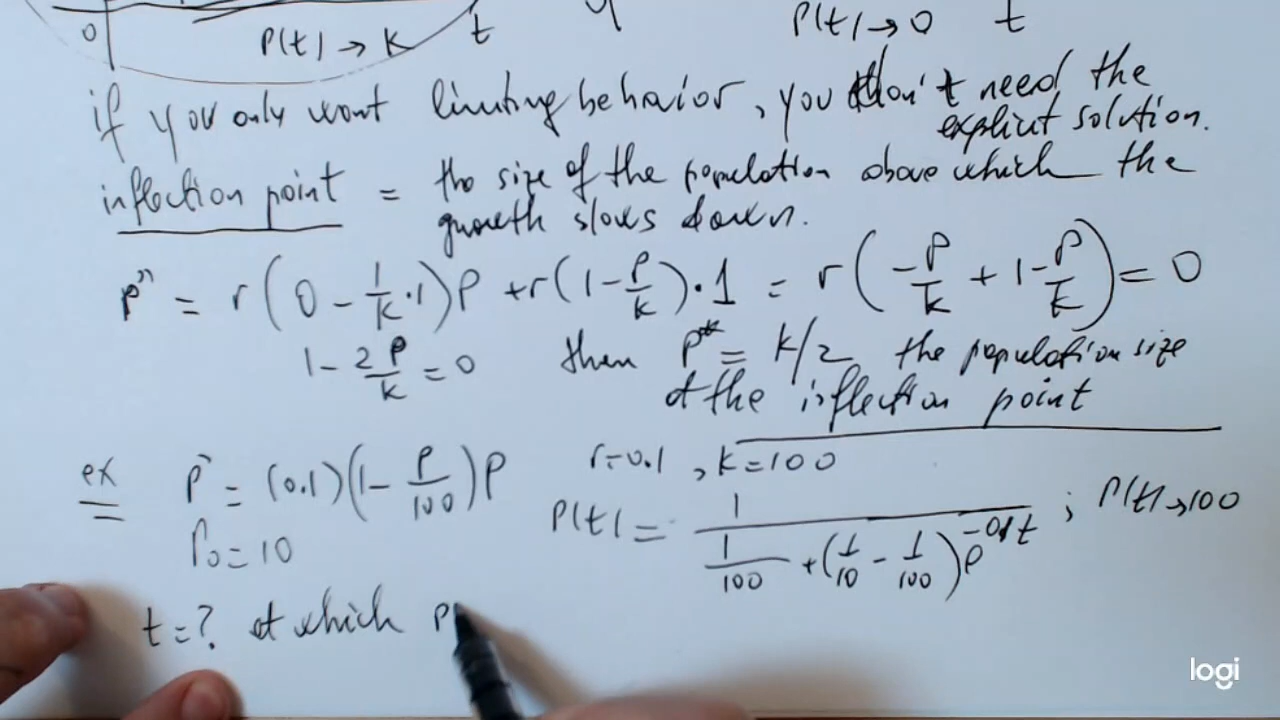 0 P(t) → K t P(t) → 0 t
if you only want limiting behavior, you don't need the
explicit solution.
inflection point = the size of the population above which the
growth slows down.
P'' = r(0 - 1/K · 1)P + r(1 - P/K) · 1 = r(-P/K + 1 - P/K) = 0
1 - 2P/K = 0 then P* = K/2 the population size
at the inflection point
ex P' = (0.1)(1 - P/100)P r=0.1, K=100
P₀ = 10 P(t) = 1/(1/100 + (1/10 - 1/100)e^(-0.1t)) ; P(t) → 100
t = ? at which P
logi